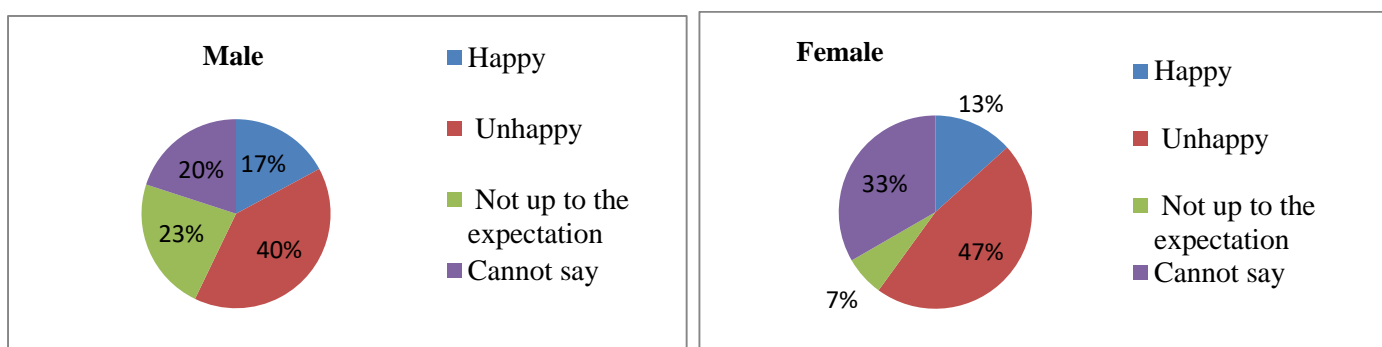 Male
Happy
Unhappy
Not up to the
expectation
Cannot say
17%
40%
23%
20%
Female
Happy
Unhappy
Not up to the
expectation
Cannot say
13%
47%
7%
33%